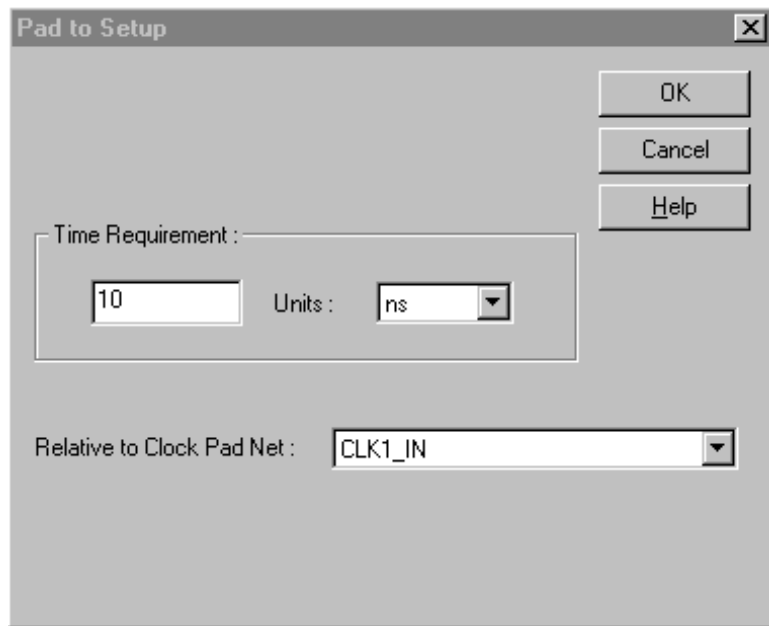 Pad to Setup
OK
Cancel
Help
Time Requirement :
10 Units : ns
Relative to Clock Pad Net : CLK1_IN